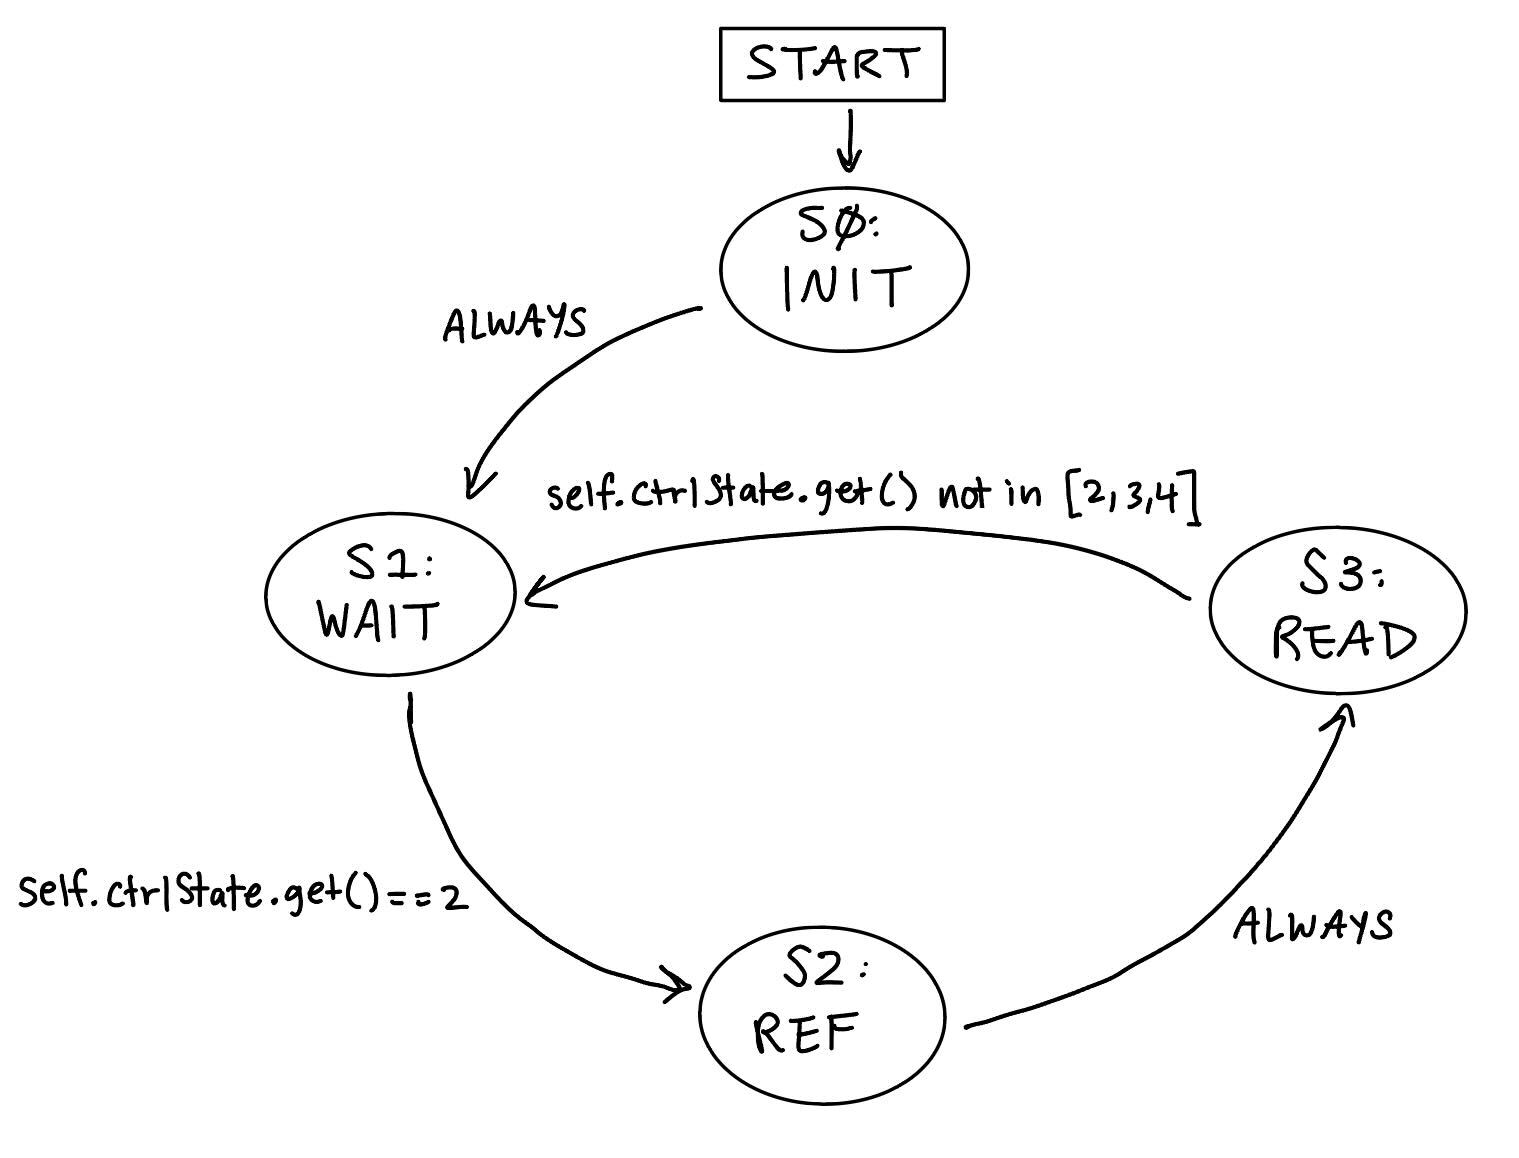 START
SØ:
INIT
ALWAYS
self.ctrlState.get() not in [2,3,4]
S1:
WAIT
S3:
READ
self.ctrlState.get()==2
ALWAYS
S2:
REF